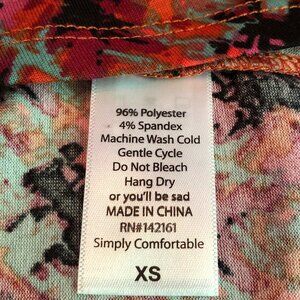 96% Polyester
4% Spandex
Machine Wash Cold
Gentle Cycle
Do Not Bleach
Hang Dry
or you'll be sad
MADE IN CHINA
RN#142161
Simply Comfortable
XS